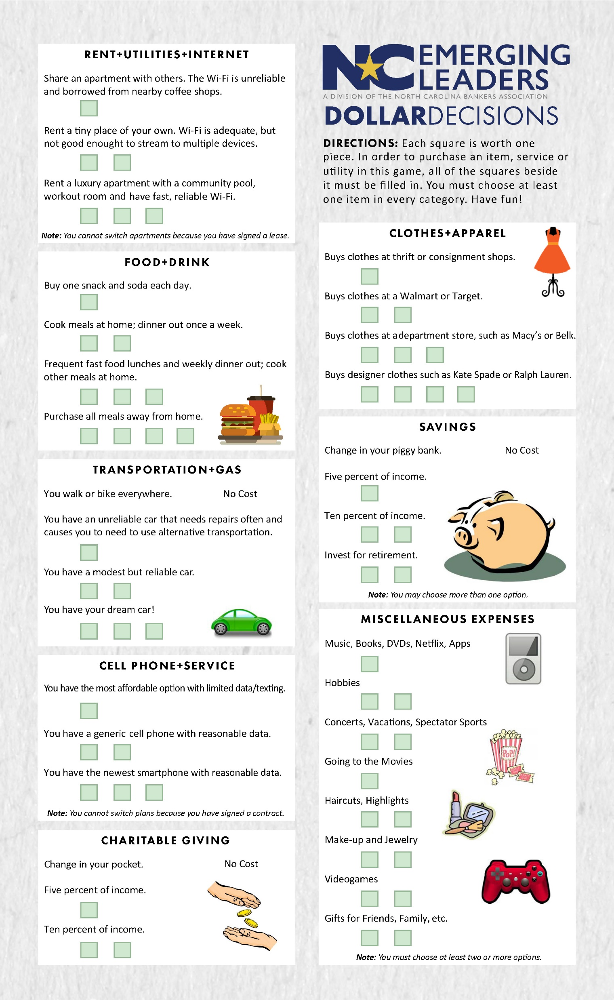 RENT+UTILITIES+INTERNET
Share an apartment with others. The Wi-Fi is unreliable
and borrowed from nearby coffee shops.
Rent a tiny place of your own. Wi-Fi is adequate, but
not good enought to stream to multiple devices.
Rent a luxury apartment with a community pool,
workout room and have fast, reliable Wi-Fi.
Note: You cannot switch apartments because you have signed a lease.
FOOD+DRINK
Buy one snack and soda each day.
Cook meals at home; dinner out once a week.
Frequent fast food lunches and weekly dinner out; cook
other meals at home.
Purchase all meals away from home.
TRANSPORTATION+GAS
You walk or bike everywhere. No Cost
You have an unreliable car that needs repairs often and
causes you to need to use alternative transportation.
You have a modest but reliable car.
You have your dream car!
CELL PHONE+SERVICE
You have the most affordable option with limited data/texting.
You have a generic cell phone with reasonable data.
You have the newest smartphone with reasonable data.
Note: You cannot switch plans because you have signed a contract.
CHARITABLE GIVING
Change in your pocket. No Cost
Five percent of income.
Ten percent of income.
NC EMERGING
LEADERS
A DIVISION OF THE NORTH CAROLINA BANKERS ASSOCIATION
DOLLARDECISIONS
DIRECTIONS: Each square is worth one
piece. In order to purchase an item, service or
utility in this game, all of the squares beside
it must be filled in. You must choose at least
one item in every category. Have fun!
CLOTHES+APPAREL
Buys clothes at thrift or consignment shops.
Buys clothes at a Walmart or Target.
Buys clothes at a department store, such as Macy’s or Belk.
Buys designer clothes such as Kate Spade or Ralph Lauren.
SAVINGS
Change in your piggy bank. No Cost
Five percent of income.
Ten percent of income.
Invest for retirement.
Note: You may choose more than one option.
MISCELLANEOUS EXPENSES
Music, Books, DVDs, Netflix, Apps
Hobbies
Concerts, Vacations, Spectator Sports
POP!
Going to the Movies
Haircuts, Highlights
Make-up and Jewelry
Videogames
Gifts for Friends, Family, etc.
Note: You must choose at least two or more options.